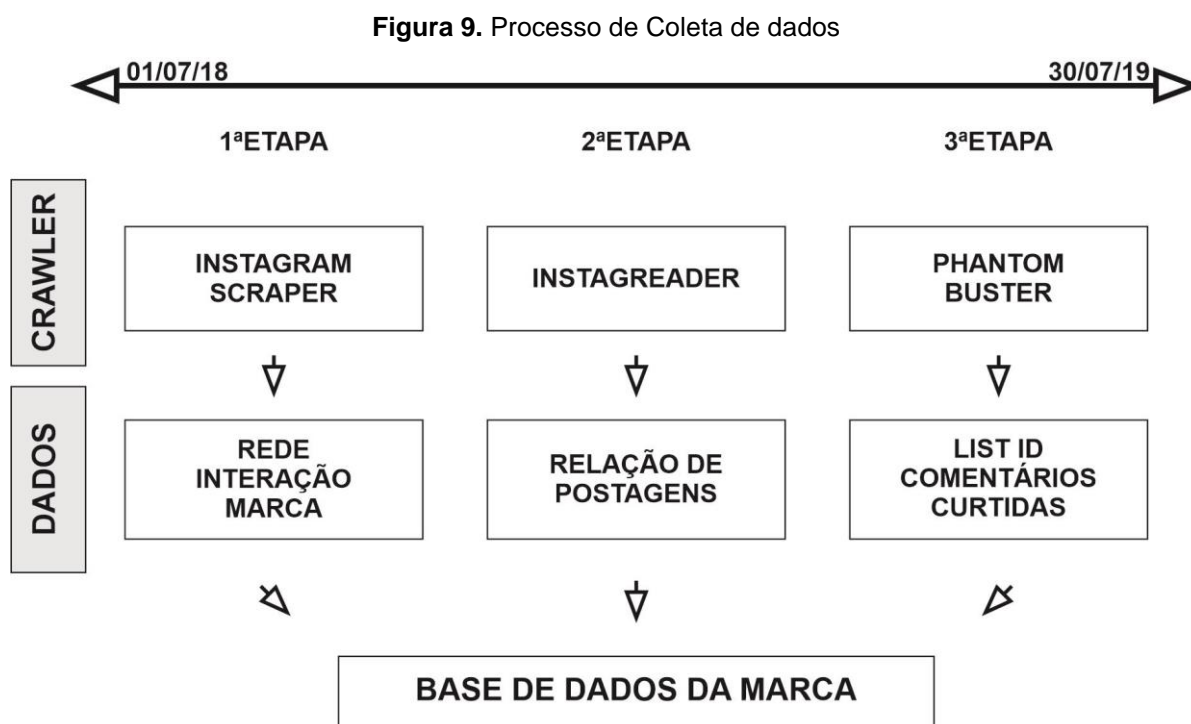 Figura 9. Processo de Coleta de dados
01/07/18 30/07/19
1ªETAPA 2ªETAPA 3ªETAPA
CRAWLER
INSTAGRAM
SCRAPER
INSTAGREADER
PHANTOM
BUSTER
DADOS
REDE
INTERAÇÃO
MARCA
RELAÇÃO DE
POSTAGENS
LIST ID
COMENTÁRIOS
CURTIDAS
BASE DE DADOS DA MARCA